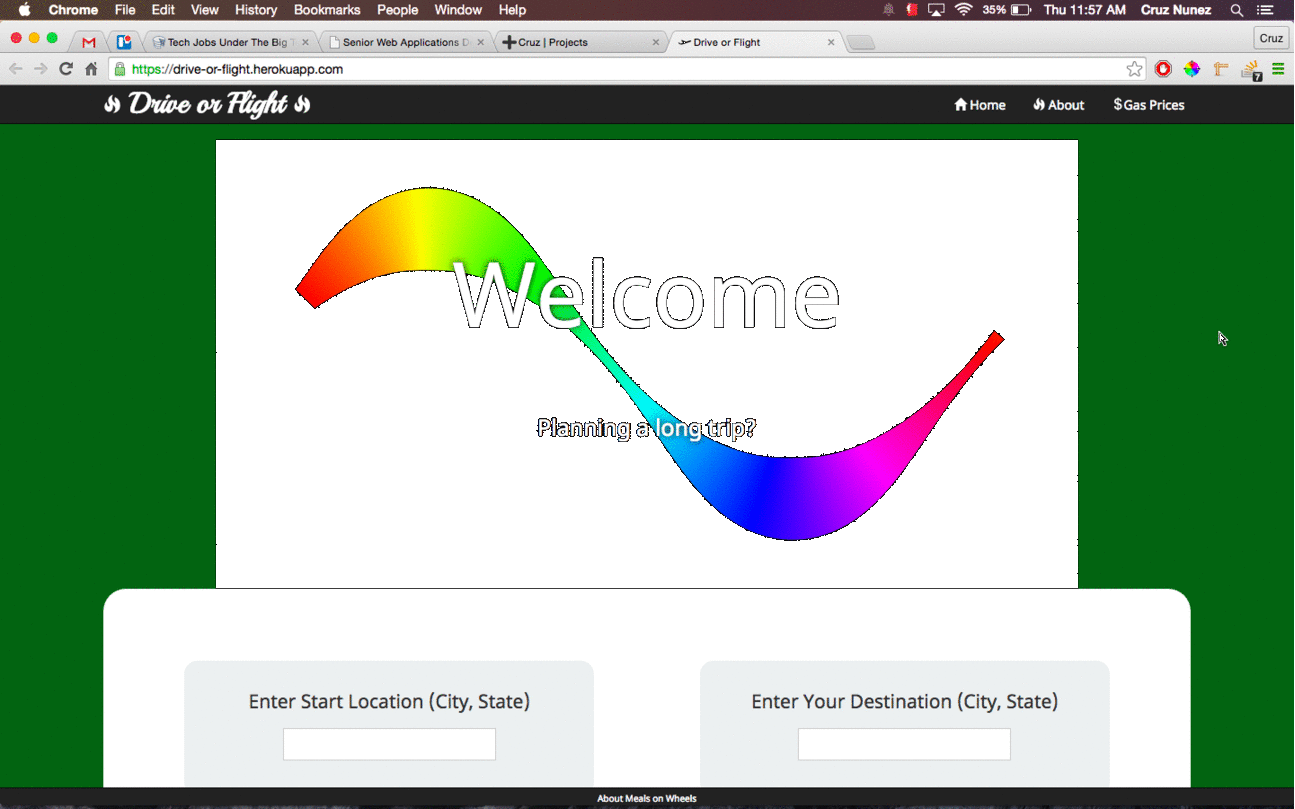 Chrome File Edit View History Bookmarks People Window Help 35% Thu 11:57 AM Cruz Nunez
Tech Jobs Under The Big T Senior Web Applications D Cruz | Projects Drive or Flight Cruz
https://drive-or-flight.herokuapp.com 7
Drive or Flight Home About $Gas Prices
Welcome
Planning a long trip?
Enter Start Location (City, State) Enter Your Destination (City, State)
About Meals on Wheels